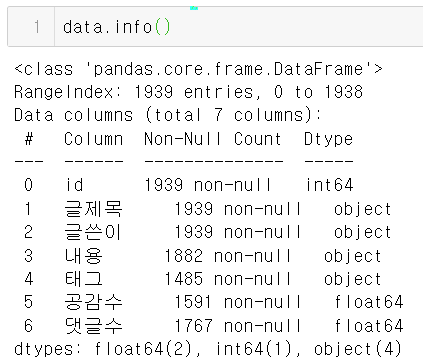 1 data.info()
<class 'pandas.core.frame.DataFrame'>
RangeIndex: 1939 entries, 0 to 1938
Data columns (total 7 columns):
 #   Column  Non-Null Count  Dtype
---  ------  --------------  -----
 0   id      1939 non-null   int64
 1   글제목     1939 non-null   object
 2   글쓴이     1939 non-null   object
 3   내용      1882 non-null   object
 4   태그      1485 non-null   object
 5   공감수     1591 non-null   float64
 6   댓글수     1767 non-null   float64
dtypes: float64(2), int64(1), object(4)